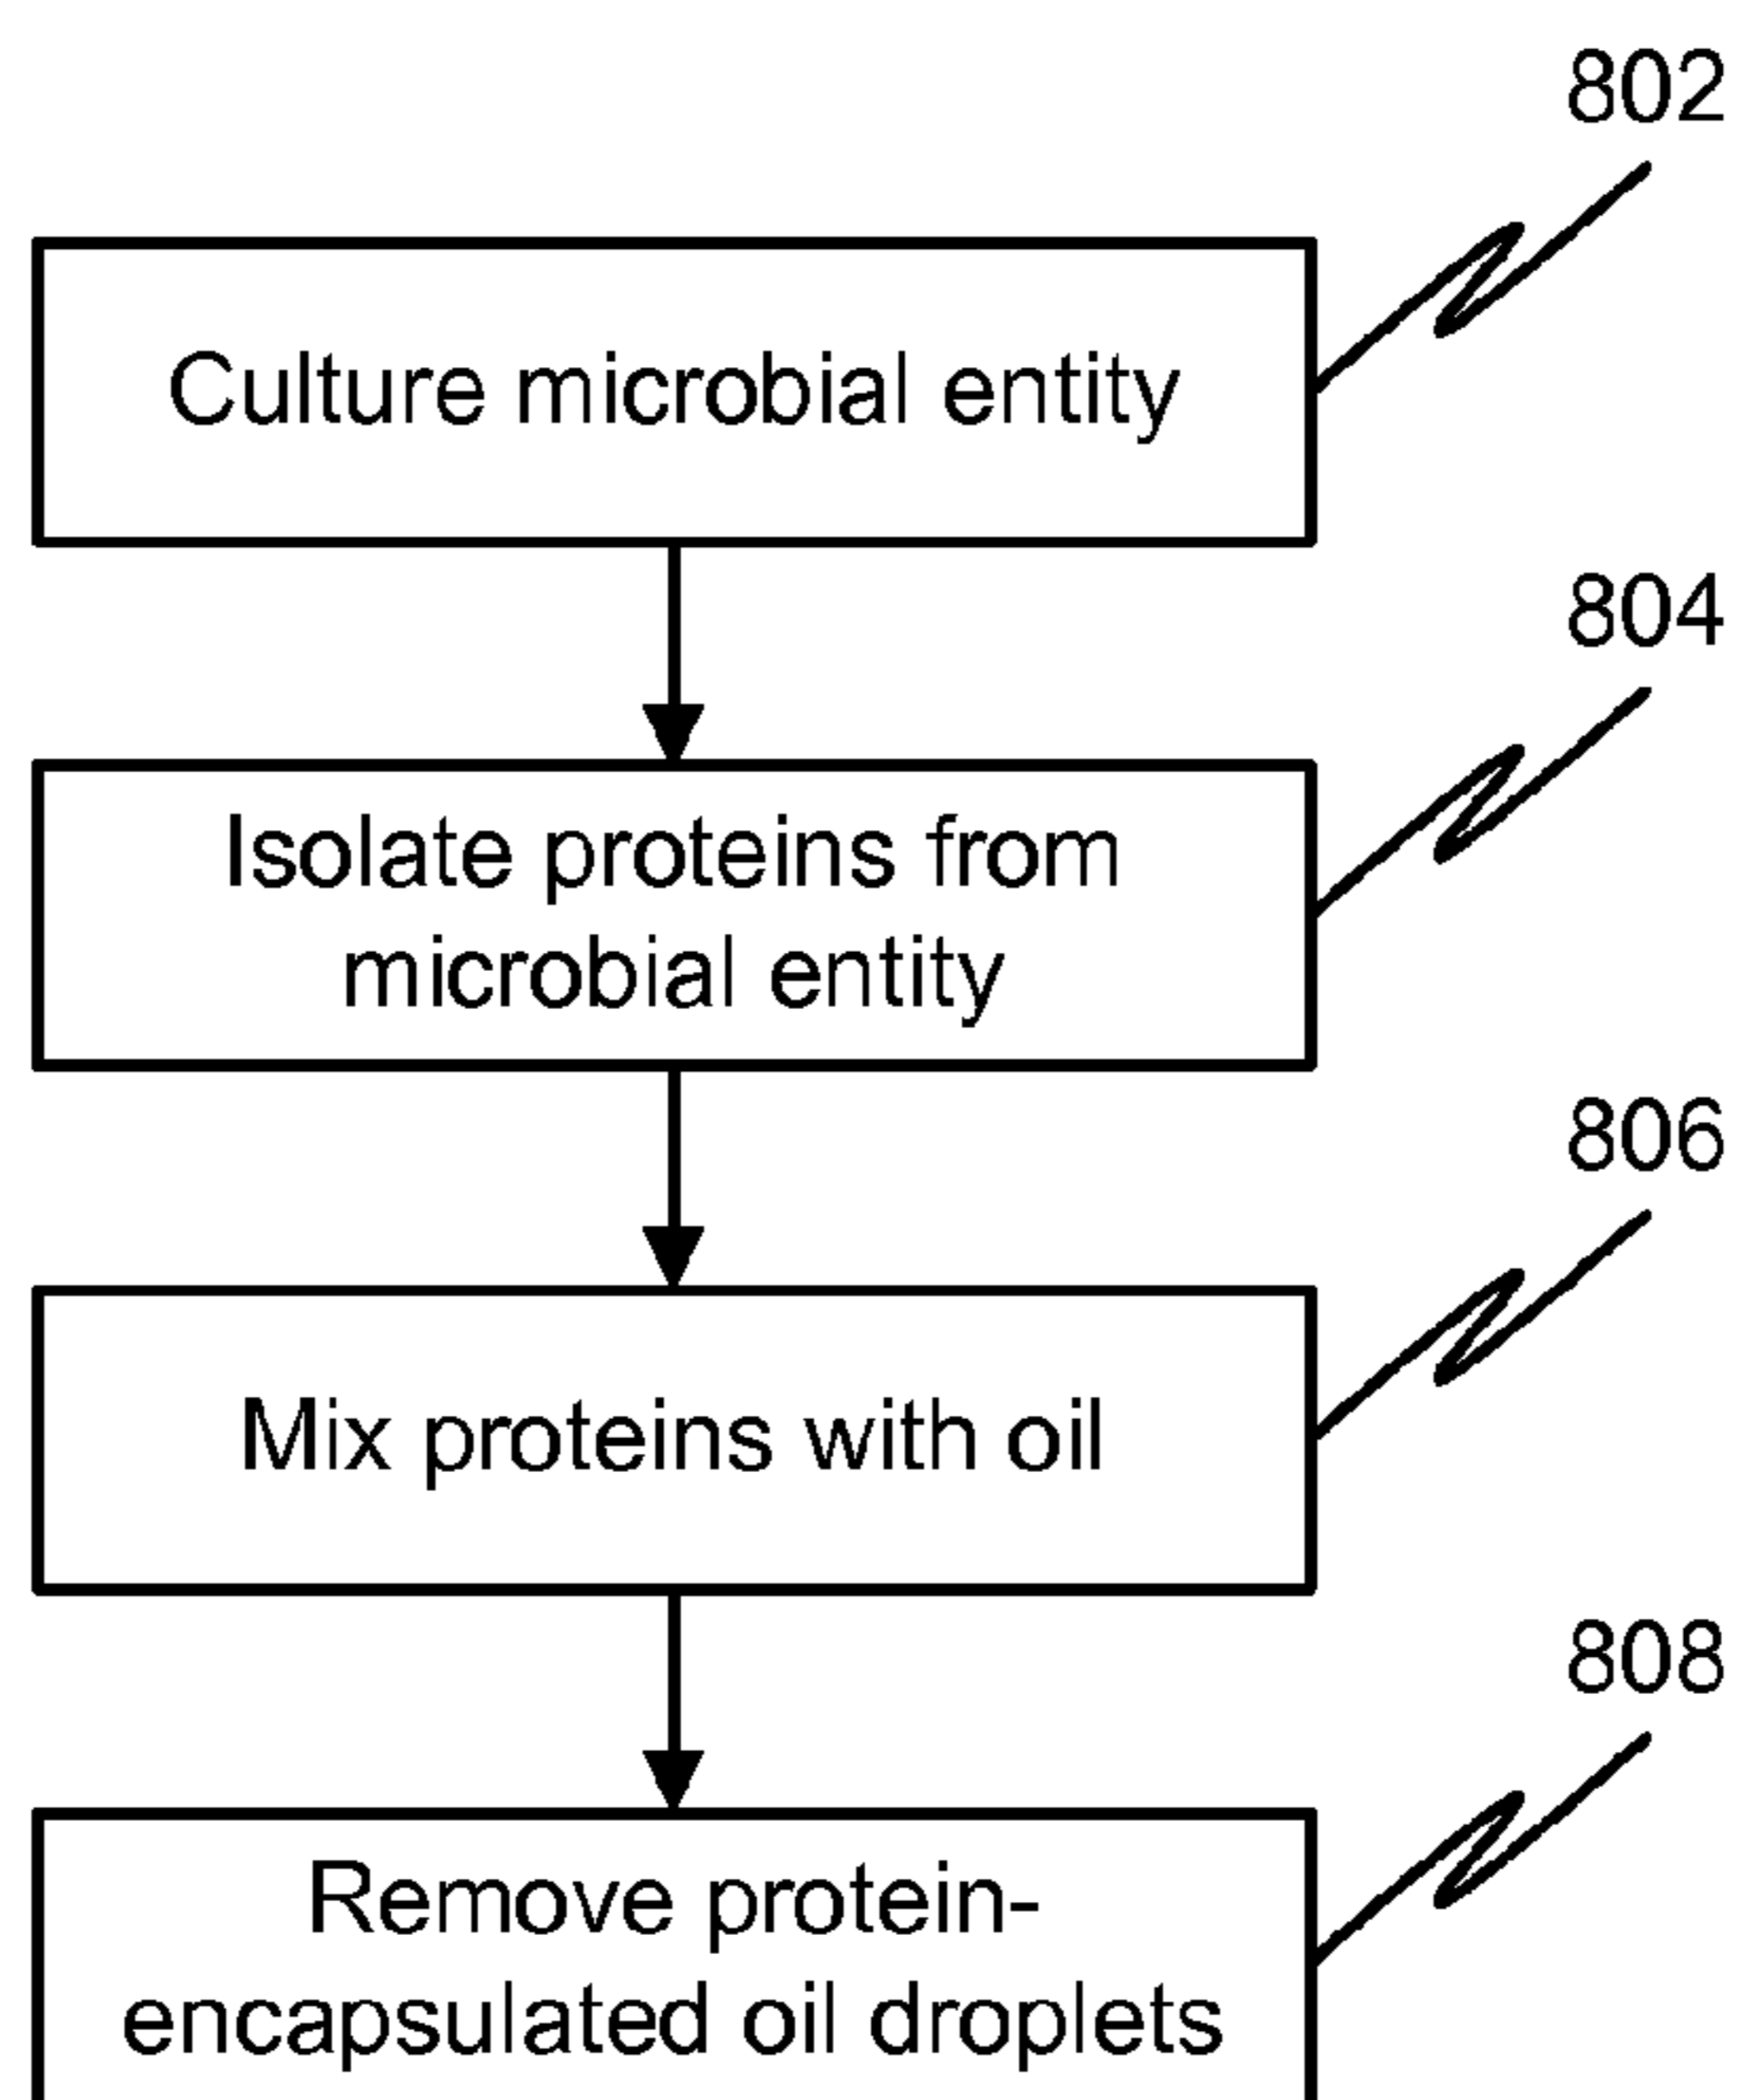 802
Culture microbial entity
804
Isolate proteins from
microbial entity
806
Mix proteins with oil
808
Remove protein-
encapsulated oil droplets